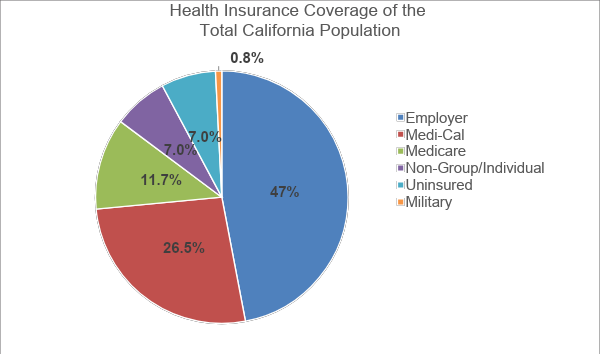 Health Insurance Coverage of the
Total California Population
0.8%
7.0%
7.0%
11.7%
47%
26.5%
Employer
Medi-Cal
Medicare
Non-Group/Individual
Uninsured
Military